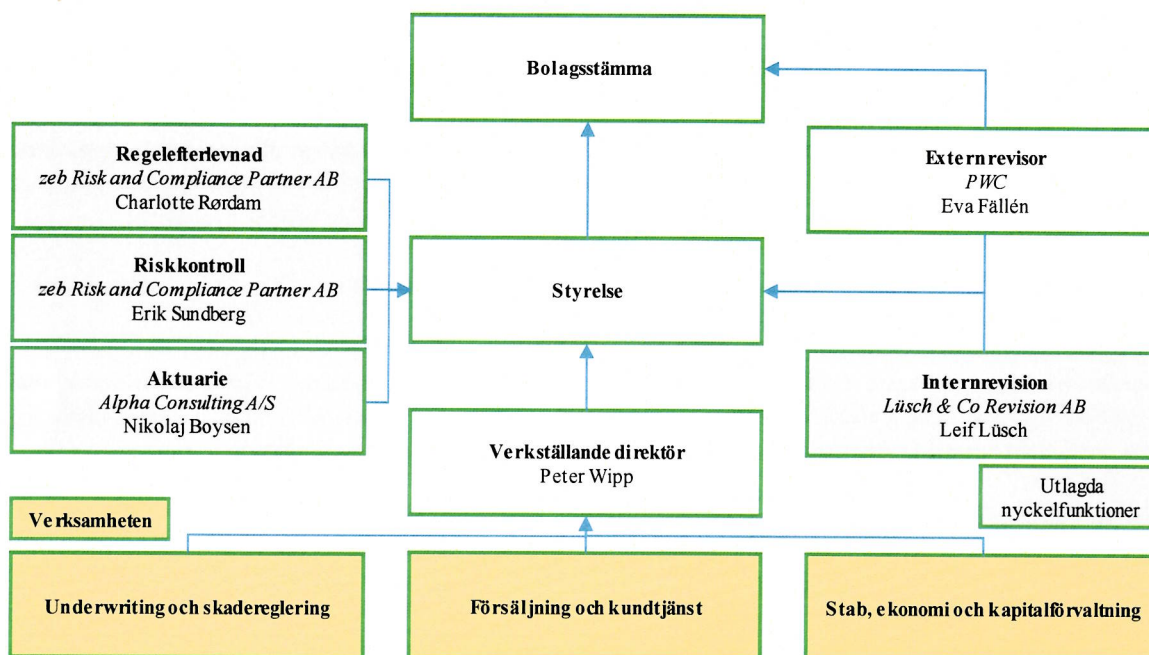 Bolagsstämma
Regelefterlevnad
zeb Risk and Compliance Partner AB
Charlotte Rørdam
Externrevisor
PWC
Eva Fällén
Riskkontroll
zeb Risk and Compliance Partner AB
Erik Sundberg
Styrelse
Aktuarie
Alpha Consulting A/S
Nikolaj Boysen
Internrevision
Lüsch & Co Revision AB
Leif Lüsch
Verkställande direktör
Peter Wipp
Utlagda
nyckelfunktioner
Verksamheten
Underwriting och skadereglering
Försäljning och kundtjänst
Stab, ekonomi och kapitalförvaltning